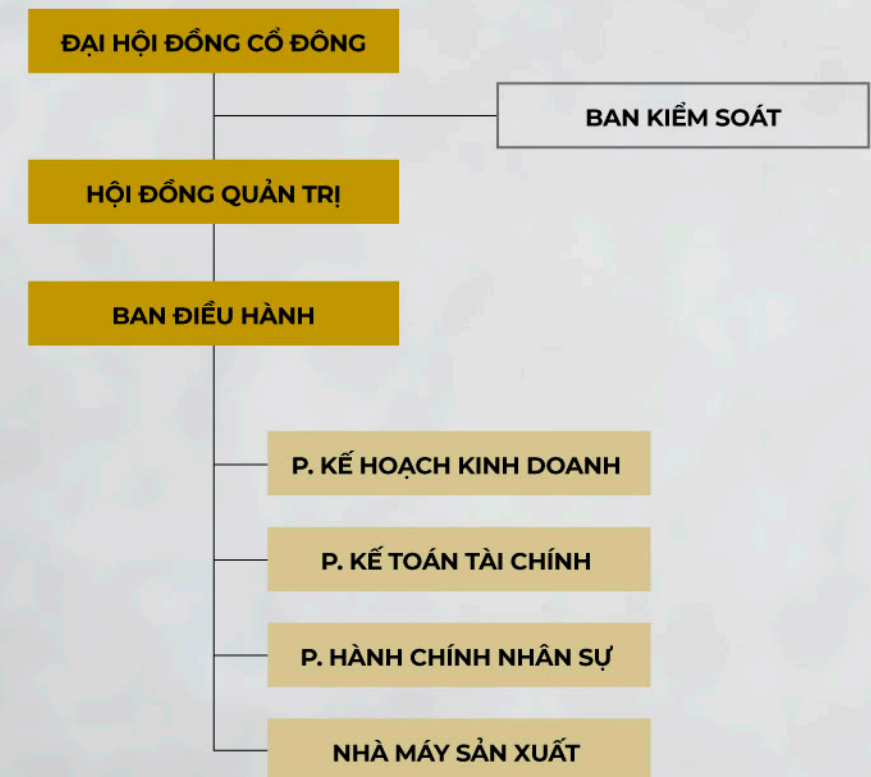 ĐẠI HỘI ĐỒNG CỔ ĐÔNG
BAN KIỂM SOÁT
HỘI ĐỒNG QUẢN TRỊ
BAN ĐIỀU HÀNH
P. KẾ HOẠCH KINH DOANH
P. KẾ TOÁN TÀI CHÍNH
P. HÀNH CHÍNH NHÂN SỰ
NHÀ MÁY SẢN XUẤT